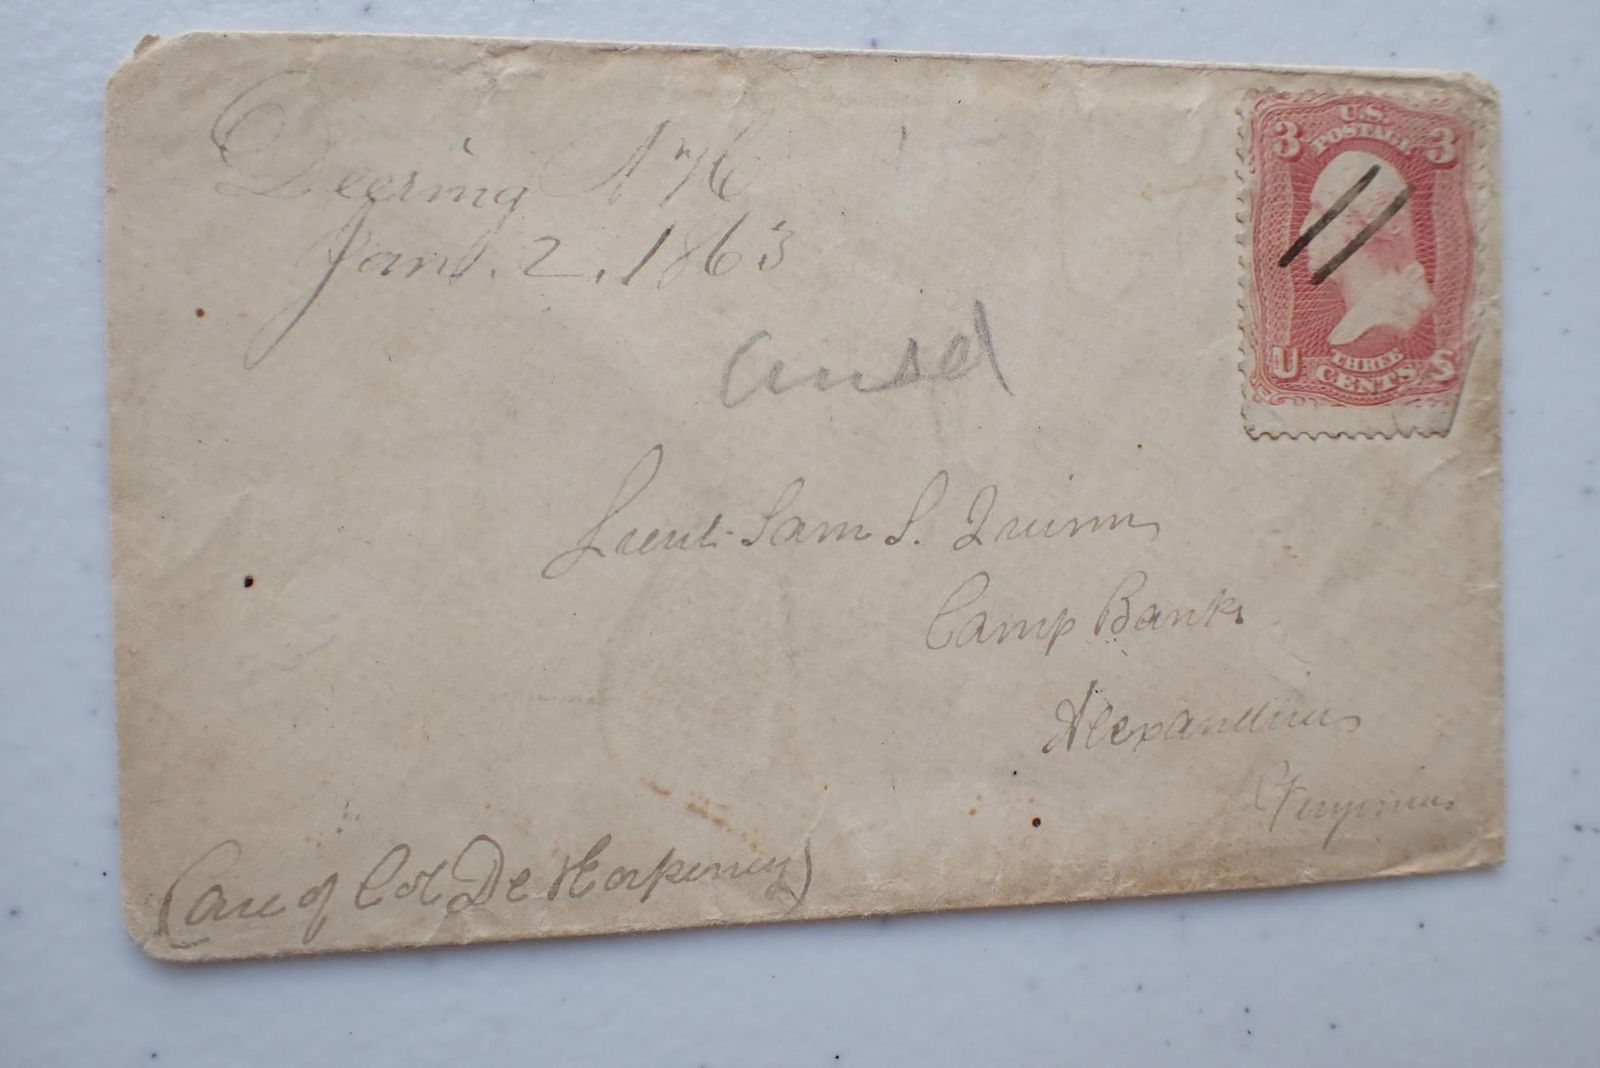 Deering N H
Jan. 2, 1863
U.S.
POSTAGE
3 3
U S
THREE
CENTS
ansd
Lieut Sam S. Quinn
Camp Banks
Alexandria
Virginia
(Care of Col De Korponay)